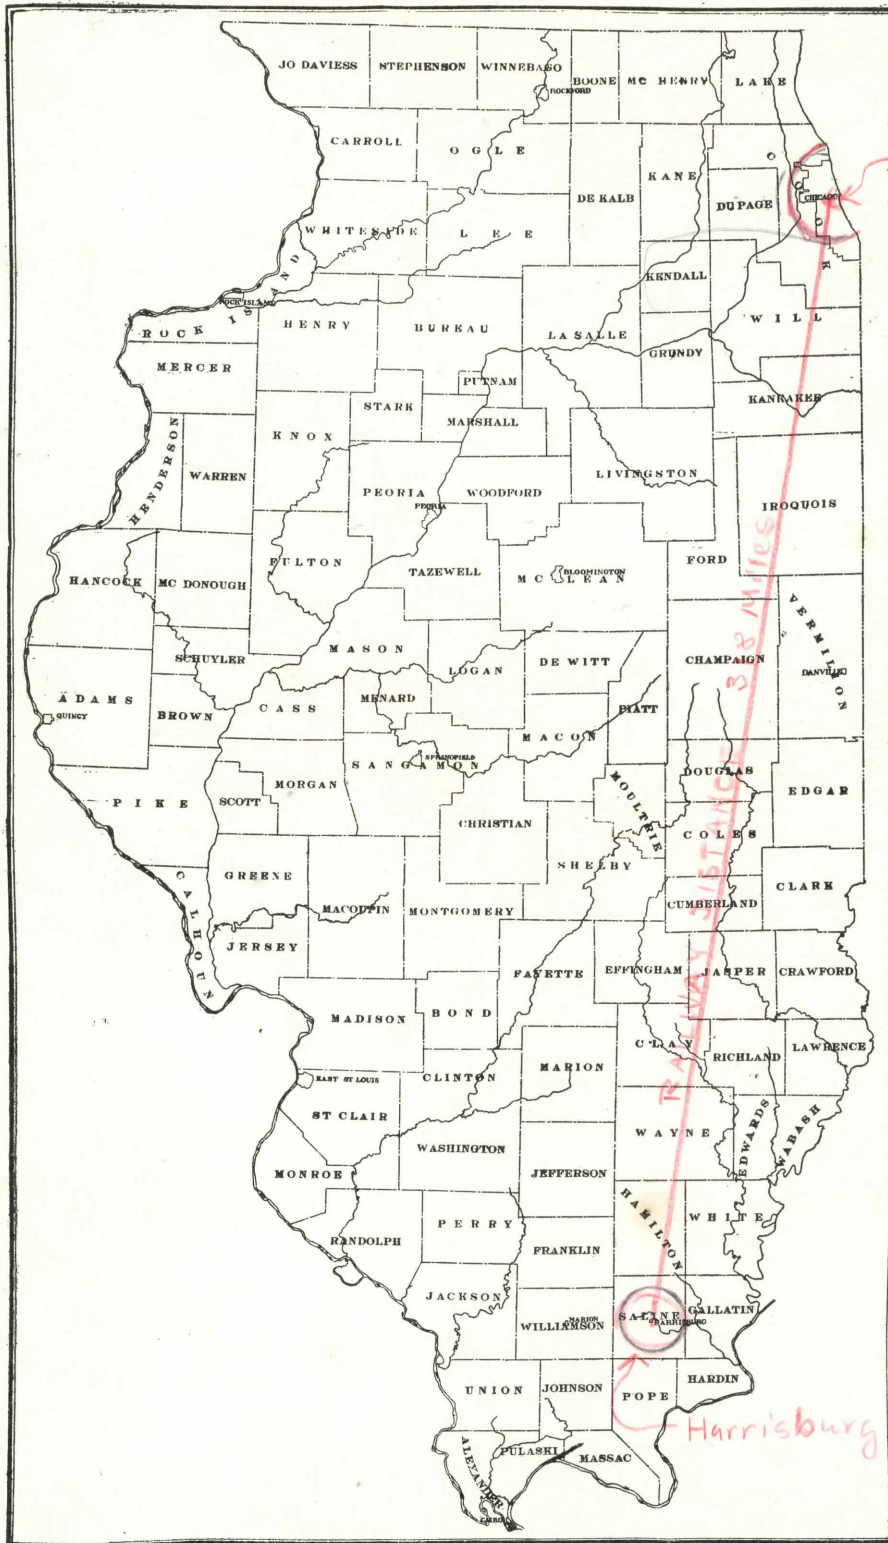 JO DAVIESS STEPHENSON WINNEBAGO BOONE MC HENRY LAKE
ROCKFORD
CARROLL OGLE DE KALB KANE COOK
DU PAGE CHICAGO
WHITESIDE LEE
KENDALL
ROCK ISLAND
ROCK ISLAND HENRY BUREAU LA SALLE WILL
GRUNDY
MERCER PUTNAM KANKAKEE
STARK MARSHALL
KNOX
HENDERSON WARREN PEORIA WOODFORD LIVINGSTON IROQUOIS
PEORIA
FULTON FORD
HANCOCK MC DONOUGH TAZEWELL MC LEAN BLOOMINGTON
VERMILION
MASON
SCHUYLER LOGAN DE WITT CHAMPAIGN DANVILLE
ADAMS MENARD
QUINCY BROWN CASS PIATT
MACON
SANGAMON SPRINGFIELD
DOUGLAS
PIKE SCOTT MORGAN MOULTRIE EDGAR
CHRISTIAN COLES
SHELBY
GREENE CLARK
CALHOUN MACOUPIN MONTGOMERY CUMBERLAND
JERSEY
FAYETTE EFFINGHAM JASPER CRAWFORD
MADISON BOND
CLAY LAWRENCE
RICHLAND
CLINTON MARION
EAST ST LOUIS
ST CLAIR EDWARDS WABASH
WASHINGTON WAYNE
MONROE JEFFERSON
HAMILTON WHITE
PERRY
RANDOLPH FRANKLIN
JACKSON
SALINE GALLATIN
WILLIAMSON MARION HARRISBURG
UNION JOHNSON POPE HARDIN
ALEXANDER PULASKI MASSAC
CAIRO
RAILWAY DISTANCE 3 8 Miles
Harrisburg